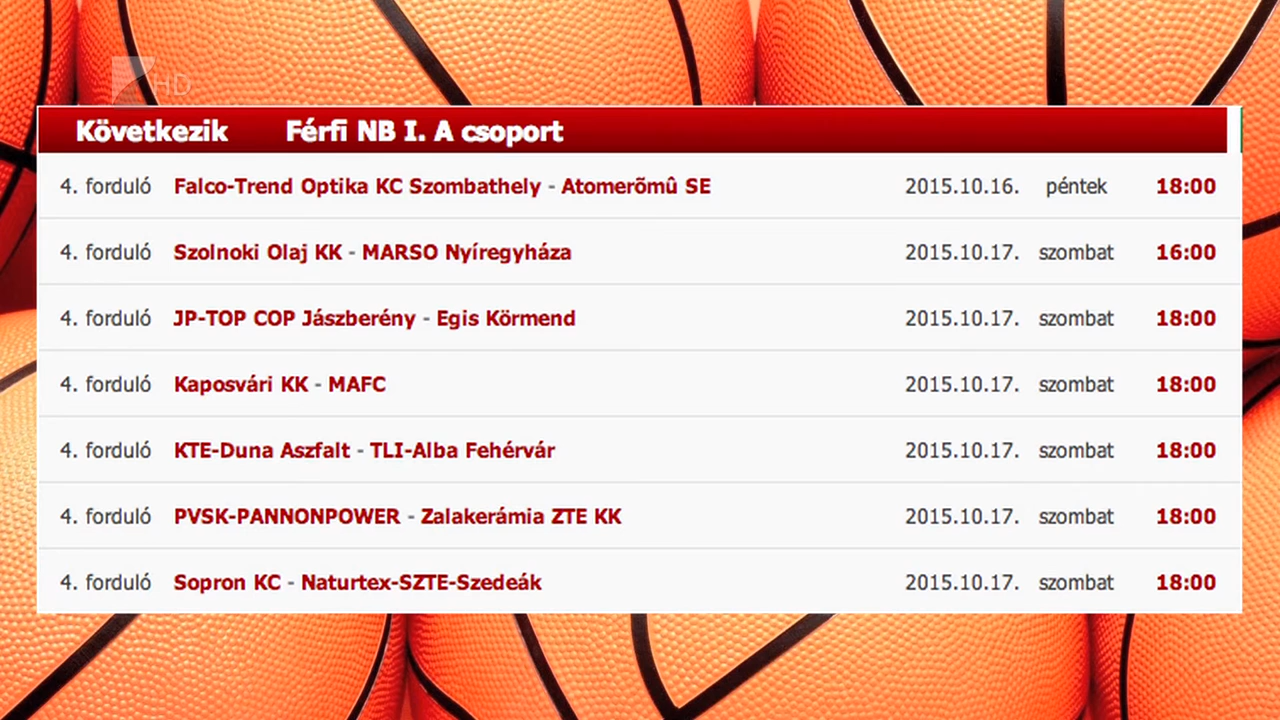 HD
Következik Férfi NB I. A csoport
4. forduló Falco-Trend Optika KC Szombathely - Atomerõmû SE 2015.10.16. péntek 18:00
4. forduló Szolnoki Olaj KK - MARSO Nyíregyháza 2015.10.17. szombat 16:00
4. forduló JP-TOP COP Jászberény - Egis Körmend 2015.10.17. szombat 18:00
4. forduló Kaposvári KK - MAFC 2015.10.17. szombat 18:00
4. forduló KTE-Duna Aszfalt - TLI-Alba Fehérvár 2015.10.17. szombat 18:00
4. forduló PVSK-PANNONPOWER - Zalakerámia ZTE KK 2015.10.17. szombat 18:00
4. forduló Sopron KC - Naturtex-SZTE-Szedeák 2015.10.17. szombat 18:00